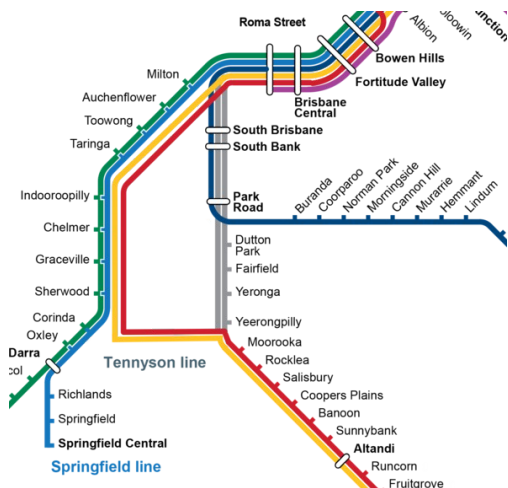 Roma Street
Albion
Bowen Hills
Fortitude Valley
Brisbane
Central
Milton
Auchenflower
Toowong
Taringa
South Brisbane
South Bank
Park
Road
Buranda
Coorparoo
Norman Park
Morningside
Cannon Hill
Murarrie
Hemmant
Lindum
Indooroopilly
Chelmer
Graceville
Sherwood
Corinda
Oxley
Darra
Dutton
Park
Fairfield
Yeronga
Yeerongpilly
Tennyson line
Moorooka
Rocklea
Salisbury
Coopers Plains
Banoon
Sunnybank
Altandi
Runcorn
Fruitgrove
Richlands
Springfield
Springfield Central
Springfield line